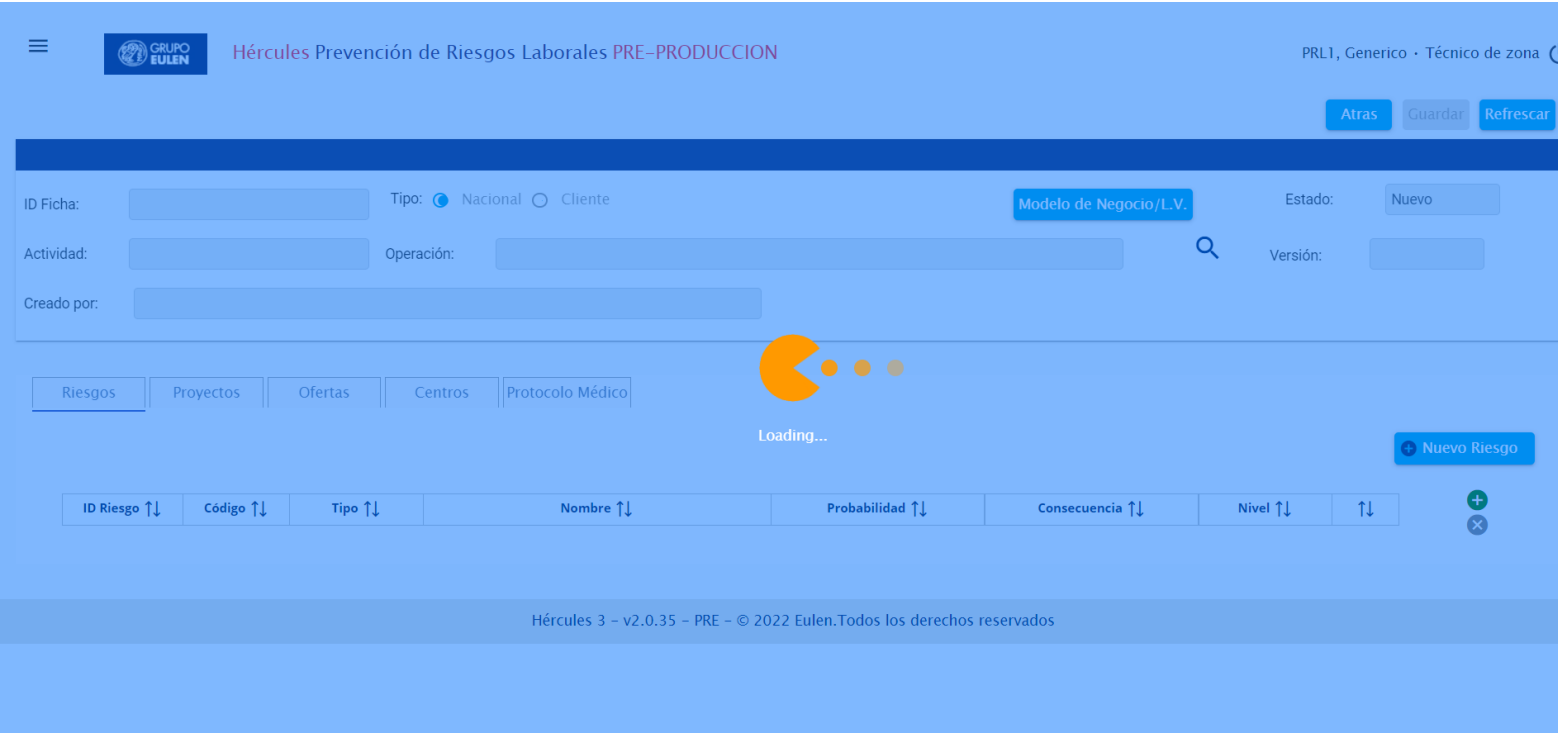 GRUPO
EULEN
Hércules Prevención de Riesgos Laborales PRE-PRODUCCION
PRL1, Generico · Técnico de zona
Atras Guardar Refrescar
ID Ficha: Tipo: Nacional Cliente Modelo de Negocio/L.V. Estado: Nuevo
Actividad: Operación: Versión:
Creado por:
Riesgos Proyectos Ofertas Centros Protocolo Médico
Loading...
Nuevo Riesgo
ID Riesgo Código Tipo Nombre Probabilidad Consecuencia Nivel
Hércules 3 - v2.0.35 - PRE - © 2022 Eulen.Todos los derechos reservados